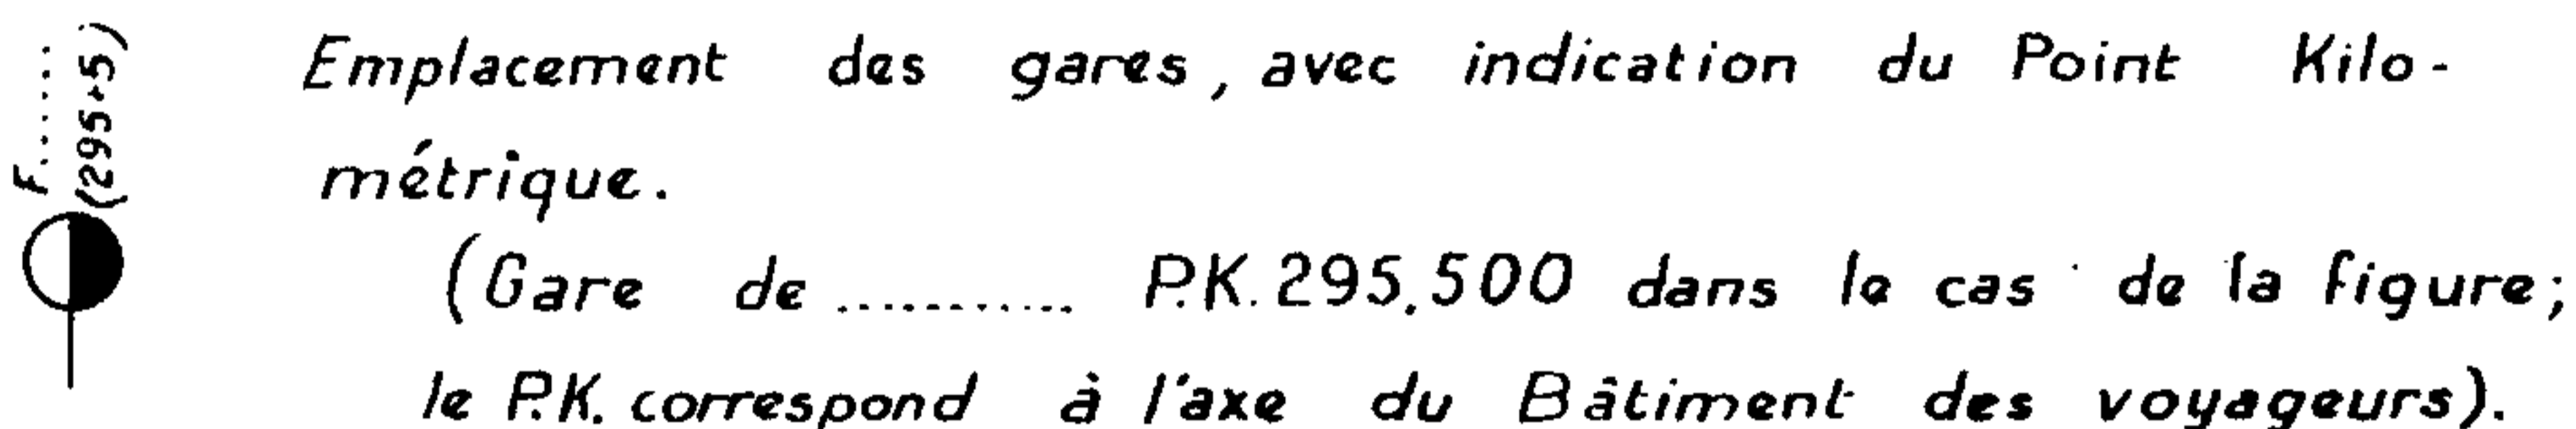 F......
(295+5)
Emplacement des gares, avec indication du Point Kilo-
métrique.
(Gare de ........... P.K. 295,500 dans le cas de la figure;
le P.K. correspond à l'axe du Bâtiment des voyageurs).